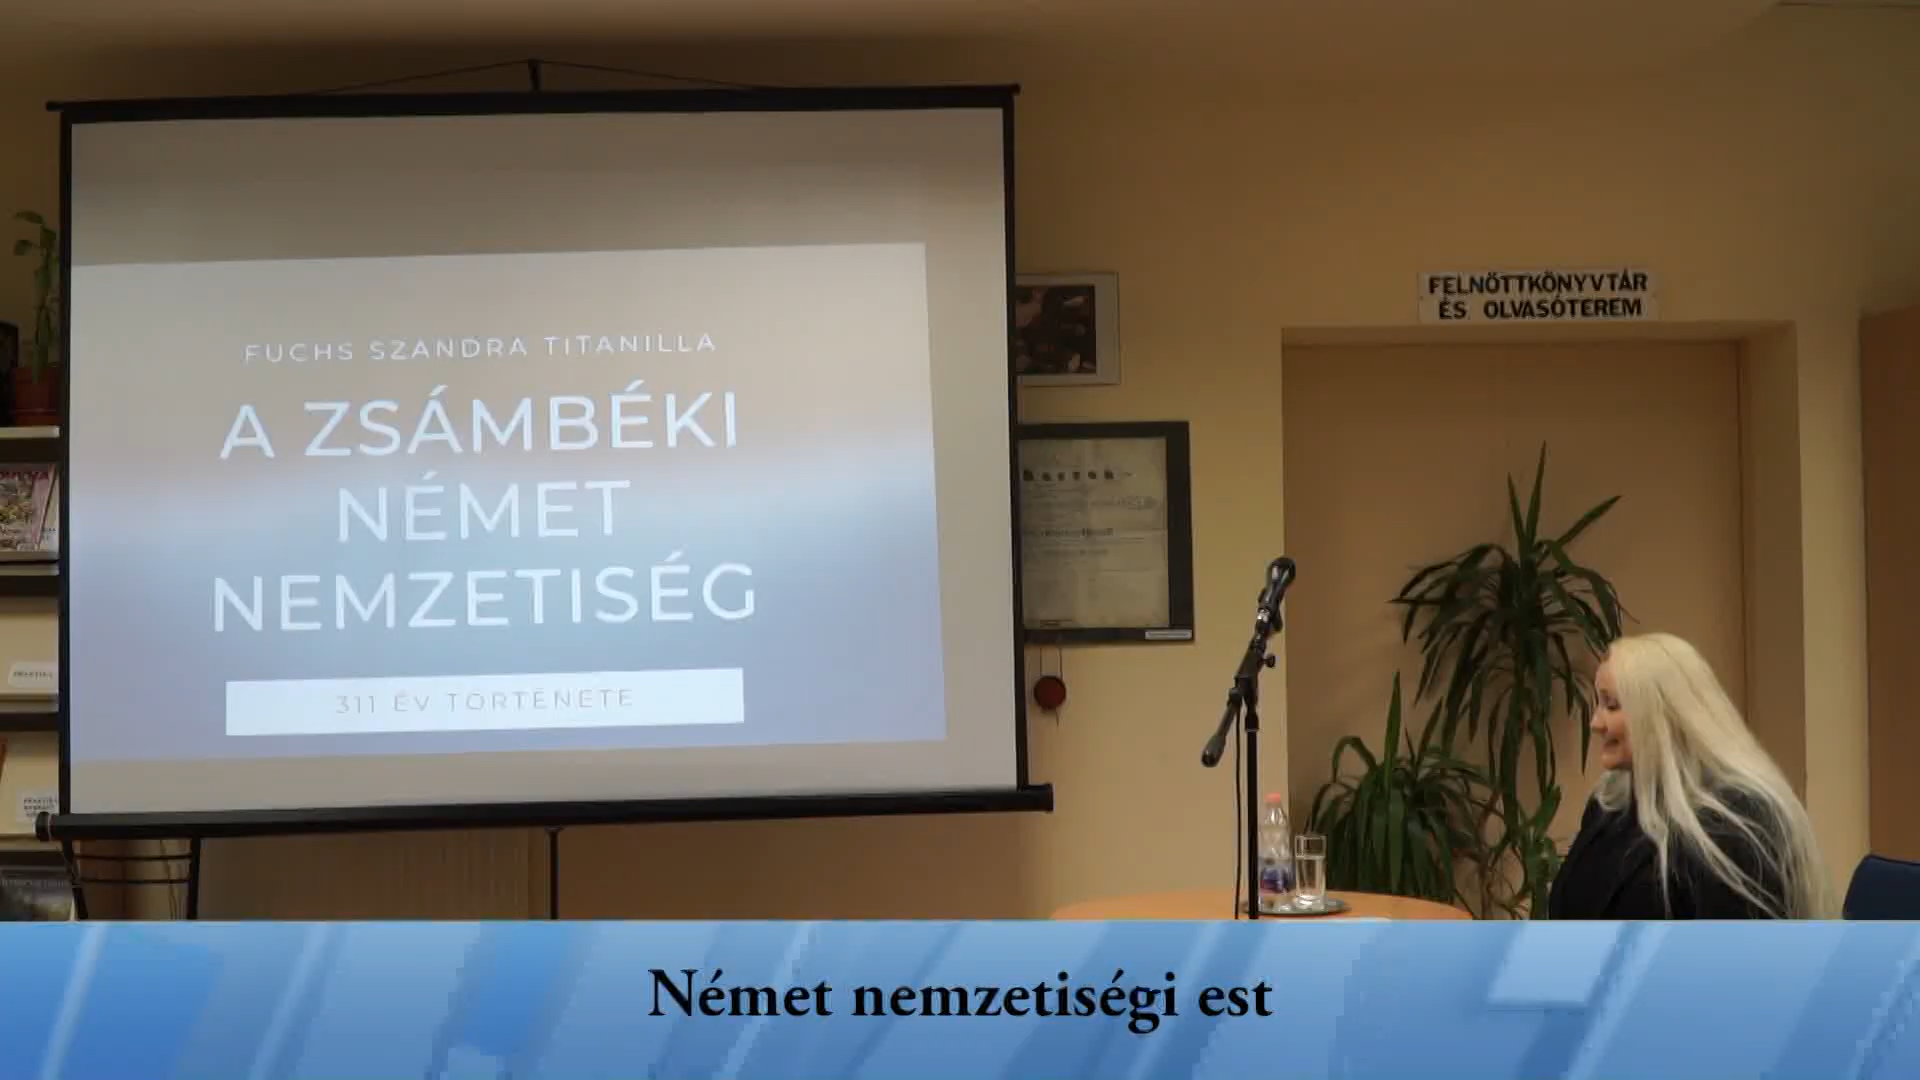 FUCHS SZANDRA TITANILLA
A ZSÁMBÉKI
NÉMET
NEMZETISÉG
311 ÉV TÖRTÉNETE
FELNŐTTKÖNYVTÁR
ÉS OLVASÓTEREM
Német nemzetiségi est